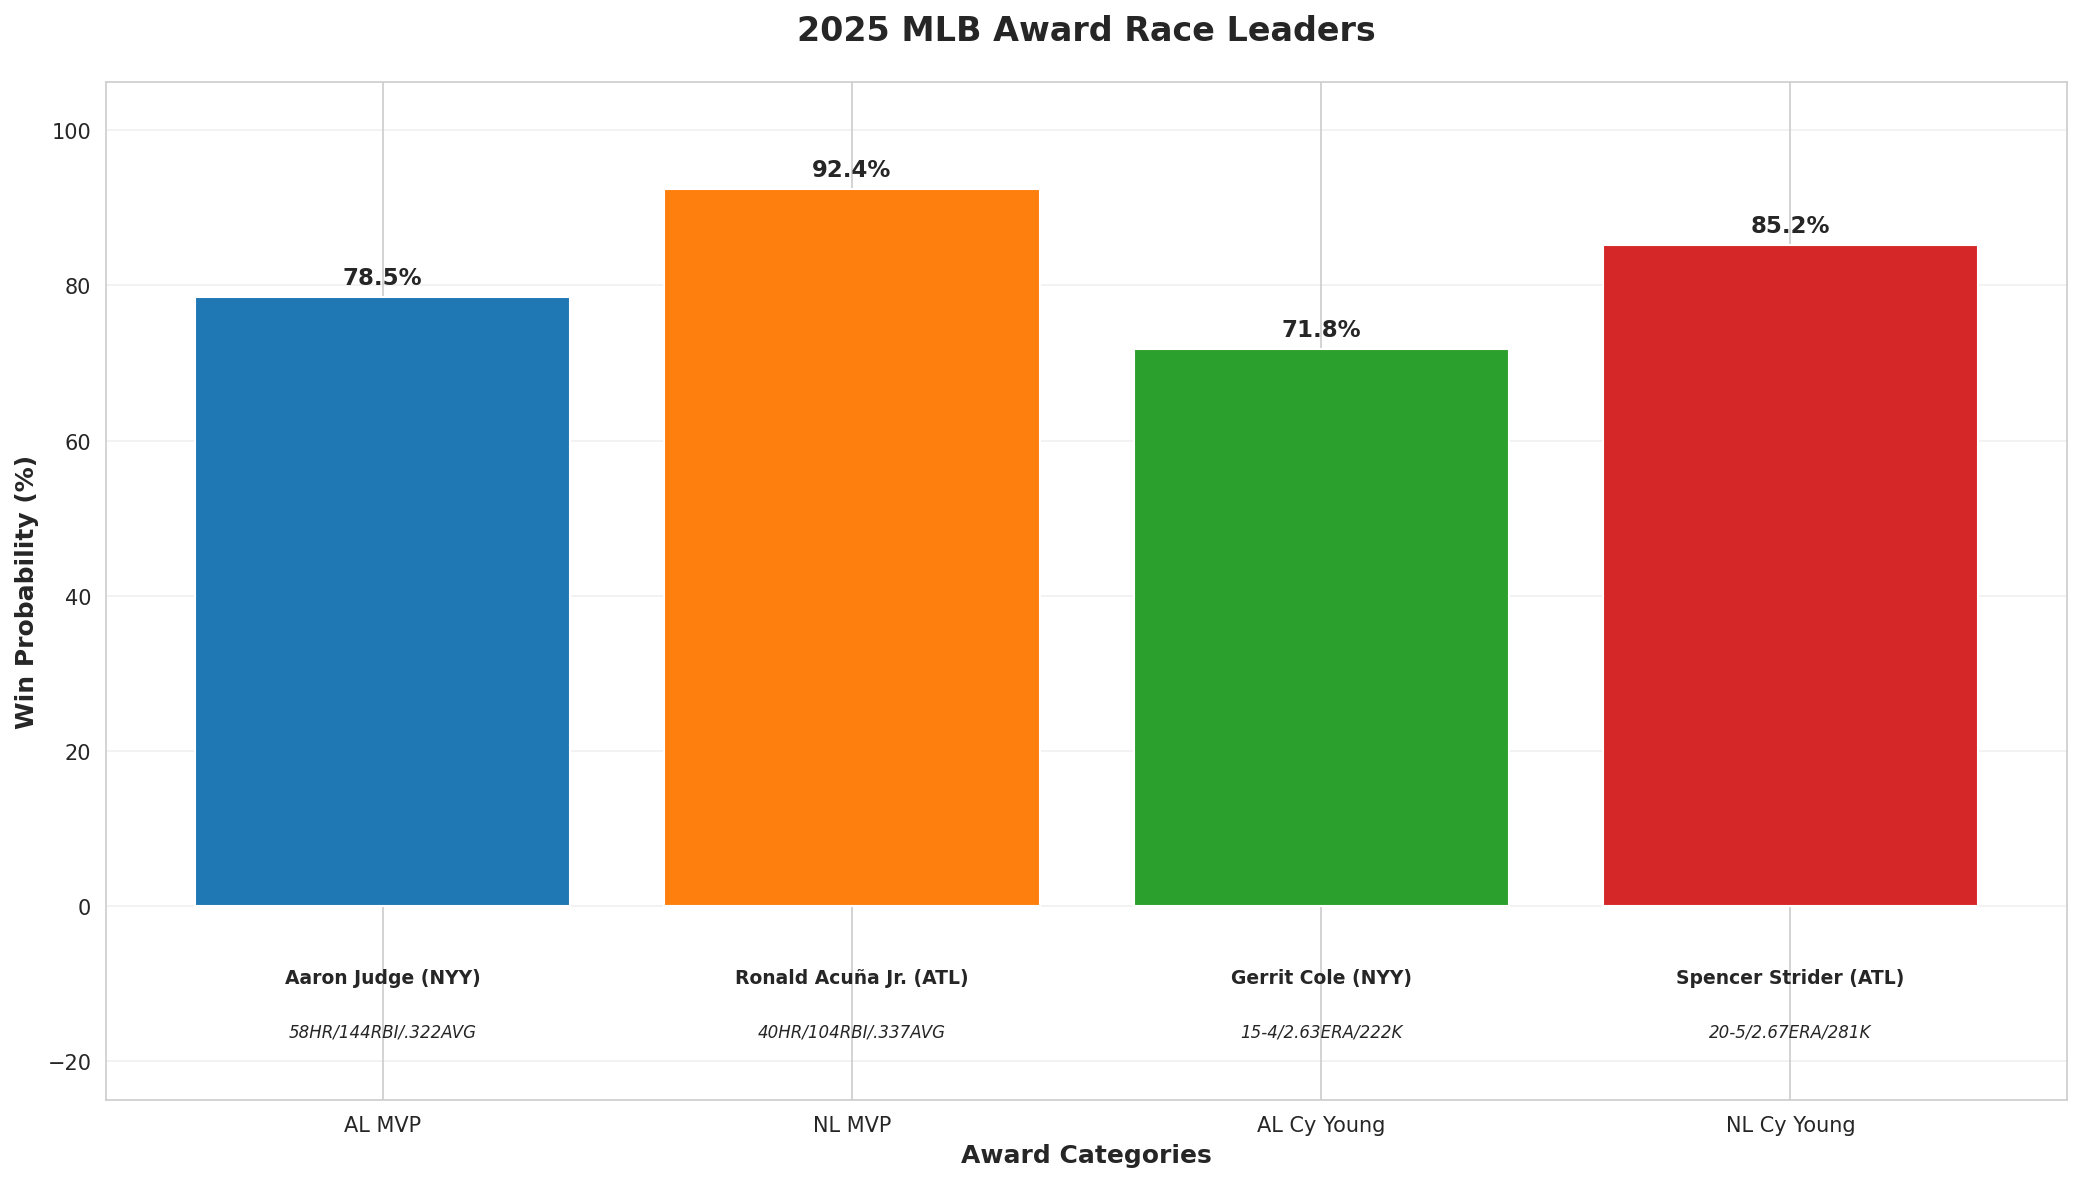 2025 MLB Award Race Leaders
Win Probability (%)
100
80
60
40
20
0
−20
92.4%
85.2%
78.5%
71.8%
Aaron Judge (NYY)
Ronald Acuña Jr. (ATL)
Gerrit Cole (NYY)
Spencer Strider (ATL)
58HR/144RBI/.322AVG
40HR/104RBI/.337AVG
15-4/2.63ERA/222K
20-5/2.67ERA/281K
AL MVP
NL MVP
AL Cy Young
NL Cy Young
Award Categories